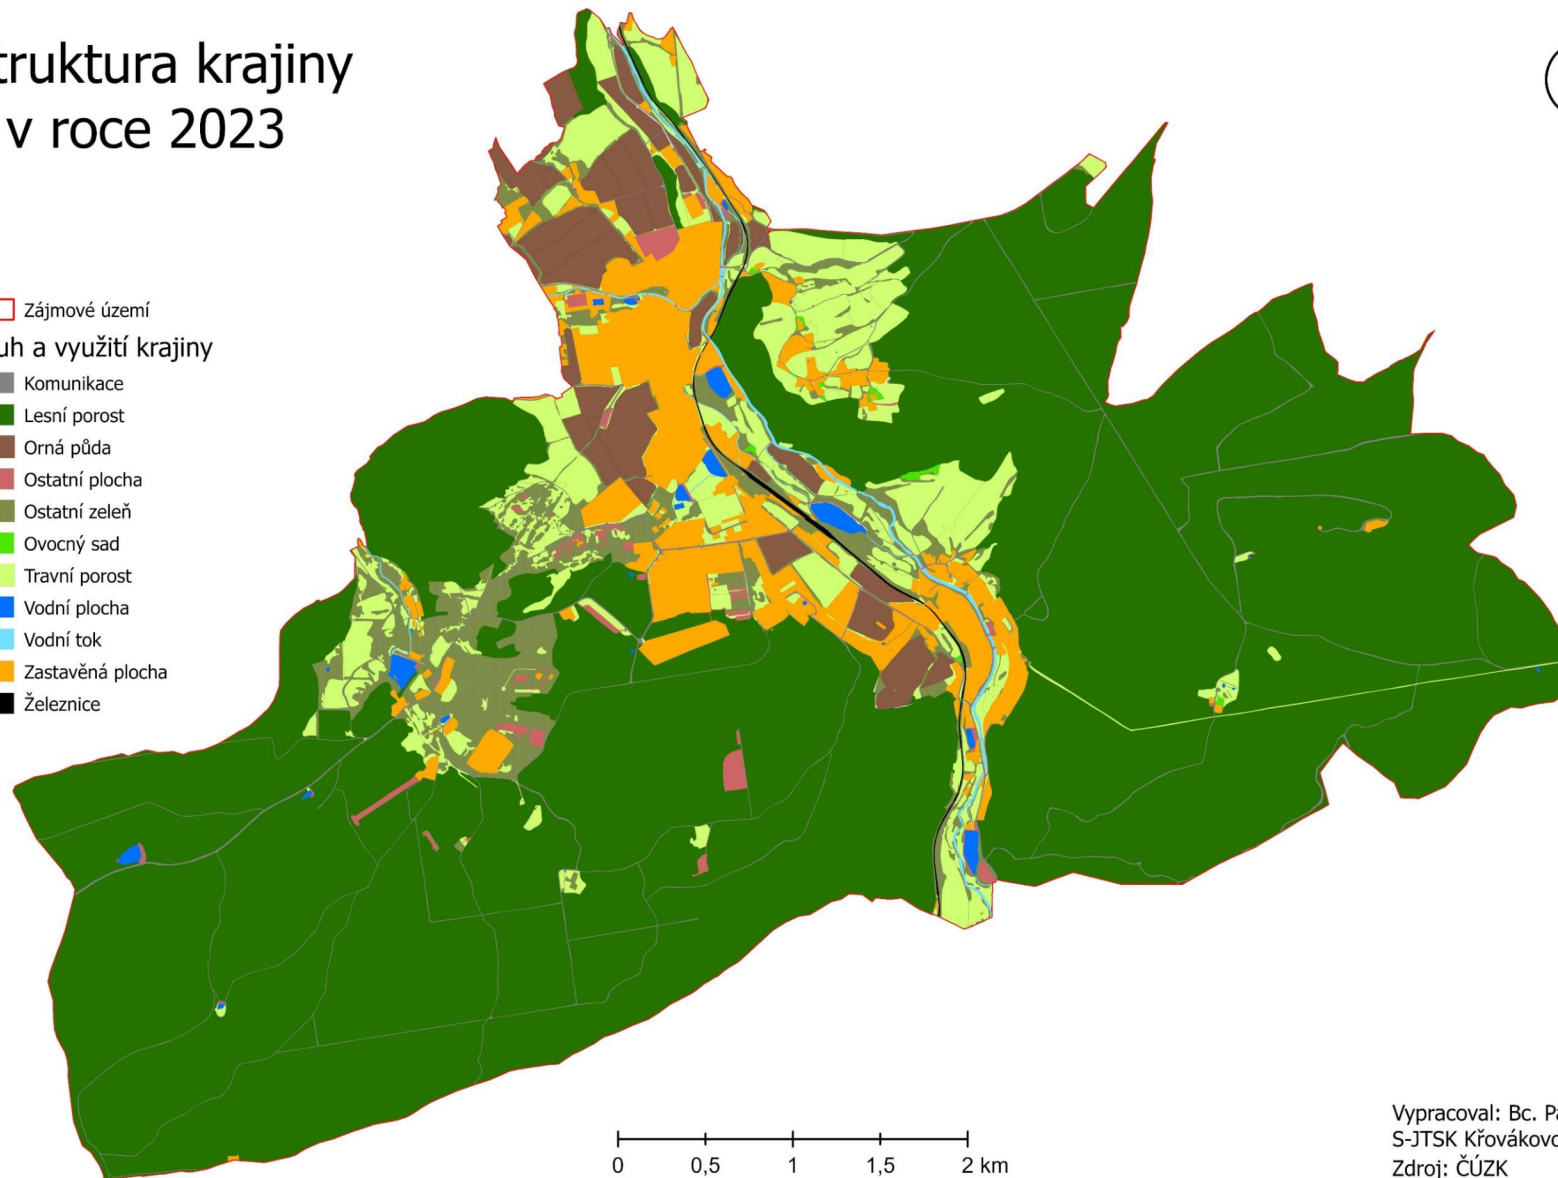 truktura krajiny
v roce 2023
Zájmové území
uh a využití krajiny
Komunikace
Lesní porost
Orná půda
Ostatní plocha
Ostatní zeleň
Ovocný sad
Travní porost
Vodní plocha
Vodní tok
Zastavěná plocha
Železnice
0 0,5 1 1,5 2 km
Vypracoval: Bc. Pa
S-JTSK Křovákovo
Zdroj: ČÚZK